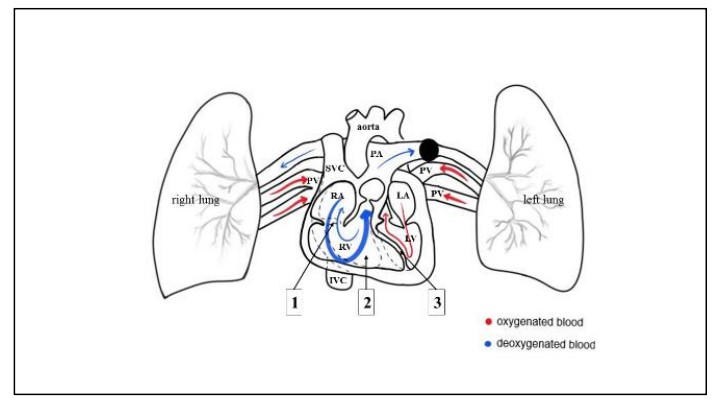 aorta
PA
SVC
PV
PV
RA
LA
right lung
PV
left lung
LV
RV
IVC
1
2
3
oxygenated blood
deoxygenated blood